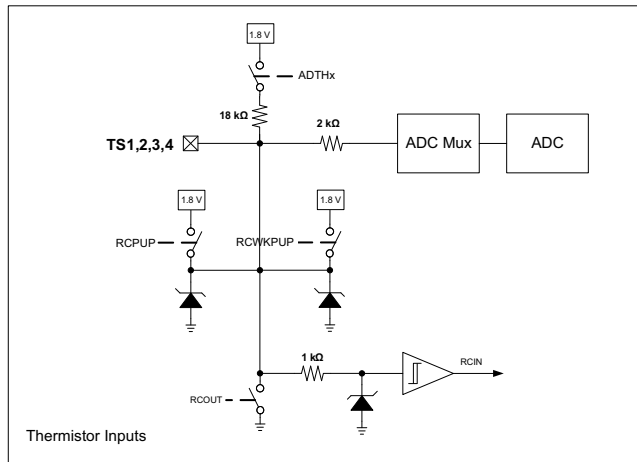 1.8 V
ADTHx
18 kΩ
2 kΩ
TS1,2,3,4
ADC Mux
ADC
1.8 V
1.8 V
RCPUP
RCWKPUP
1 kΩ
RCIN
RCOUT
Thermistor Inputs